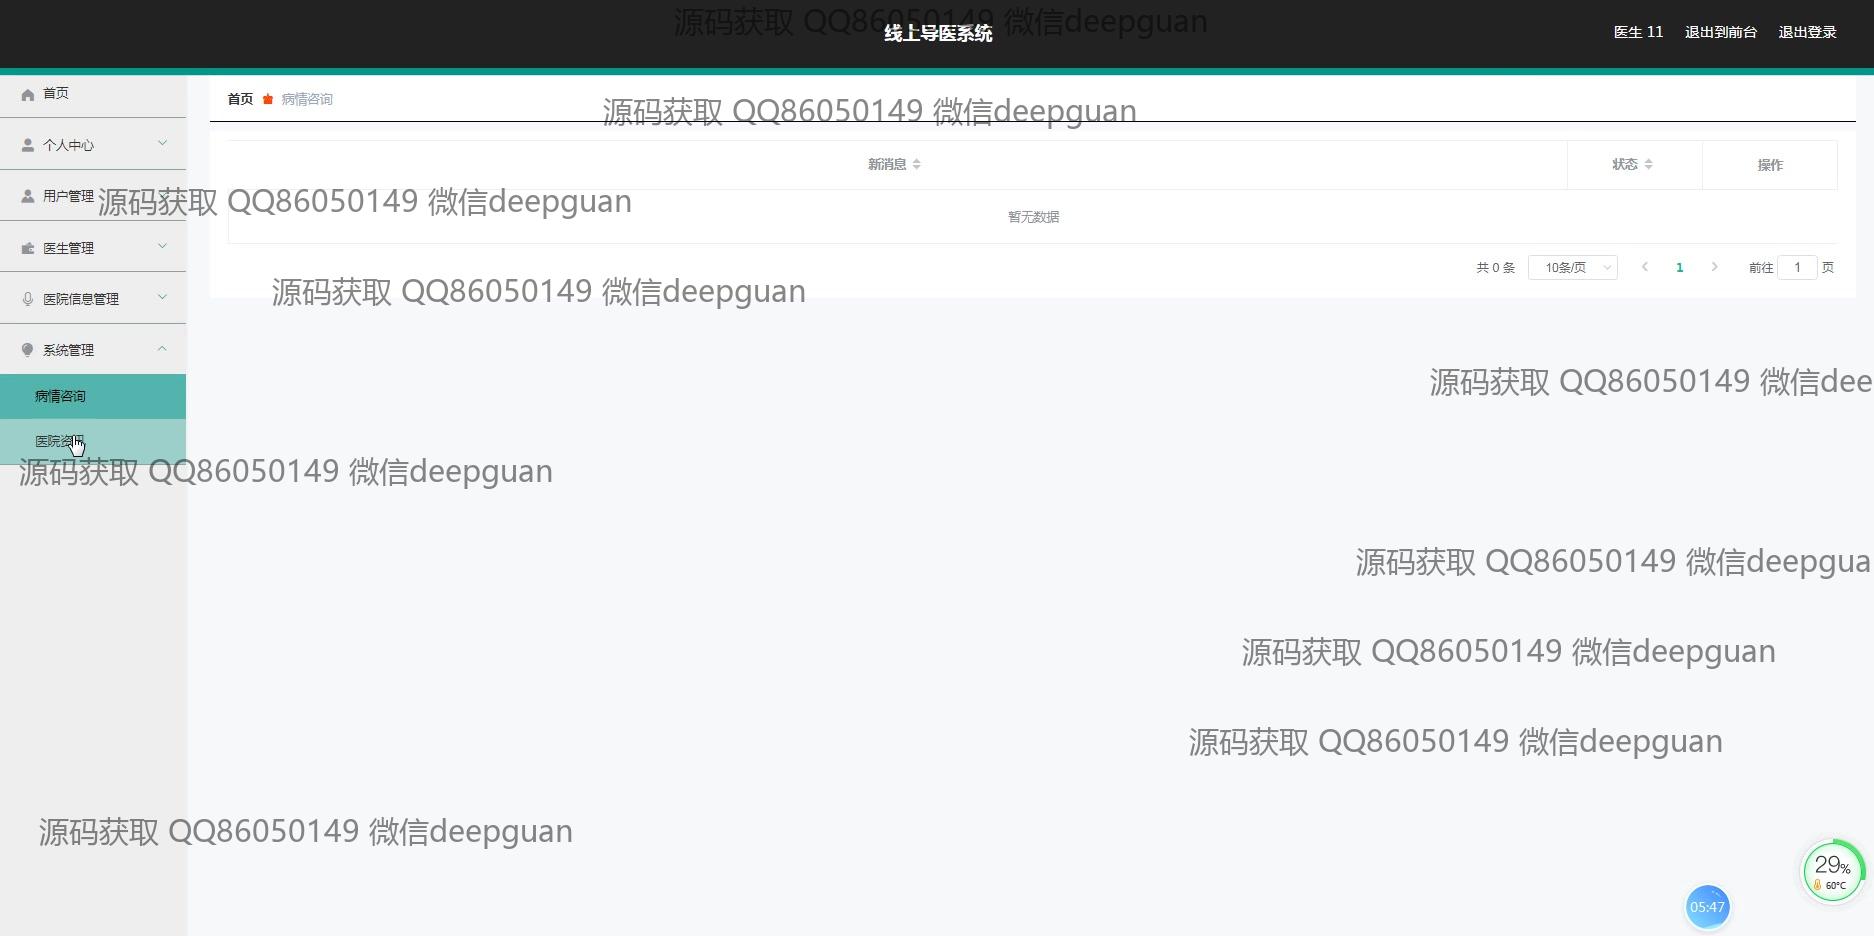 源码获取 QQ86050149 微信deepguan
线上导医系统
医生 11 退出到前台 退出登录
首页
首页 病情咨询
源码获取 QQ86050149 微信deepguan
个人中心
新消息 状态 操作
用户管理
源码获取 QQ86050149 微信deepguan
暂无数据
医生管理
共 0 条 10条/页 1 前往 1 页
医院信息管理
源码获取 QQ86050149 微信deepguan
系统管理
源码获取 QQ86050149 微信dee
病情咨询
医院资讯
源码获取 QQ86050149 微信deepguan
源码获取 QQ86050149 微信deepgua
源码获取 QQ86050149 微信deepguan
源码获取 QQ86050149 微信deepguan
源码获取 QQ86050149 微信deepguan
29%
60°C
05:47